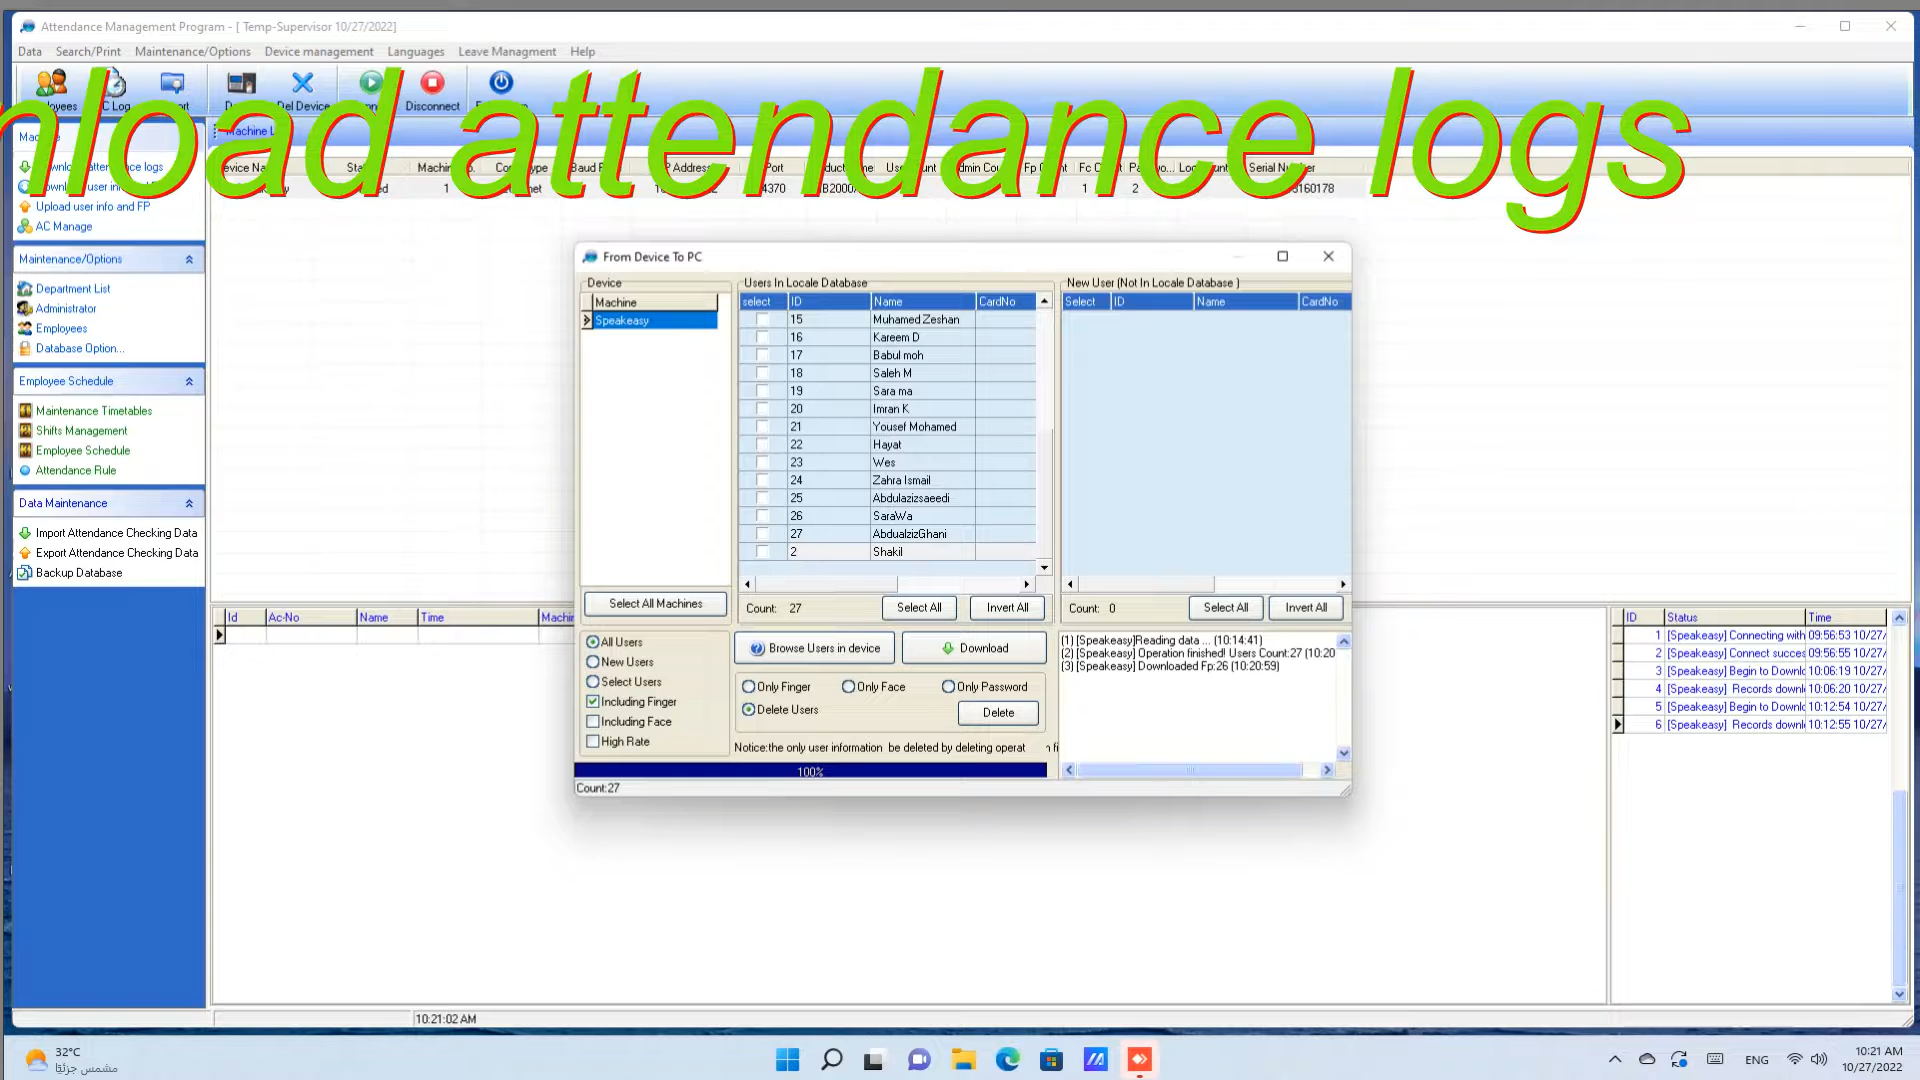 Attendance Management Program - [ Temp-Supervisor 10/27/2022]
Data Search/Print Maintenance/Options Device management Languages Leave Managment Help
Disconnect
nload attendance logs
Upload user info and FP
AC Manage
Maintenance/Options
Department List
Administrator
Employees
Database Option...
Employee Schedule
Maintenance Timetables
Shifts Management
Employee Schedule
Attendance Rule
Data Maintenance
Import Attendance Checking Data
Export Attendance Checking Data
Backup Database
From Device To PC
Device
Machine
Speakeasy
Select All Machines
Users In Locale Database
select ID Name CardNo
15 Muhamed Zeshan
16 Kareem D
17 Babul moh
18 Saleh M
19 Sara ma
20 Imran K
21 Yousef Mohamed
22 Hayat
23 Wes
24 Zahra Ismail
25 Abdulazizsaeedi
26 SaraWa
27 AbdualzizGhani
2 Shakil
Count: 27 Select All Invert All
New User (Not In Locale Database )
Select ID Name CardNo
Count: 0 Select All Invert All
All Users
New Users
Select Users
Including Finger
Including Face
High Rate
Browse Users in device Download
Only Finger Only Face Only Password
Delete Users Delete
Notice:the only user information be deleted by deleting operat
100%
Count:27
(1) [Speakeasy]Reading data ... (10:14:41)
(2) [Speakeasy] Operation finished! Users Count:27 (10:20
(3) [Speakeasy] Downloaded Fp:26 (10:20:59)
Id Ac-No Name Time Machin
ID Status Time
1 [Speakeasy] Connecting with 09:56:53 10/27/
2 [Speakeasy] Connect succes 09:56:55 10/27/
3 [Speakeasy] Begin to Downlo 10:06:19 10/27/
4 [Speakeasy] Records downlo 10:06:20 10/27/
5 [Speakeasy] Begin to Downlo 10:12:54 10/27/
6 [Speakeasy] Records downlo 10:12:55 10/27/
10:21:02 AM
32°C
مشمس جزئيًا
ENG
10:21 AM
10/27/2022